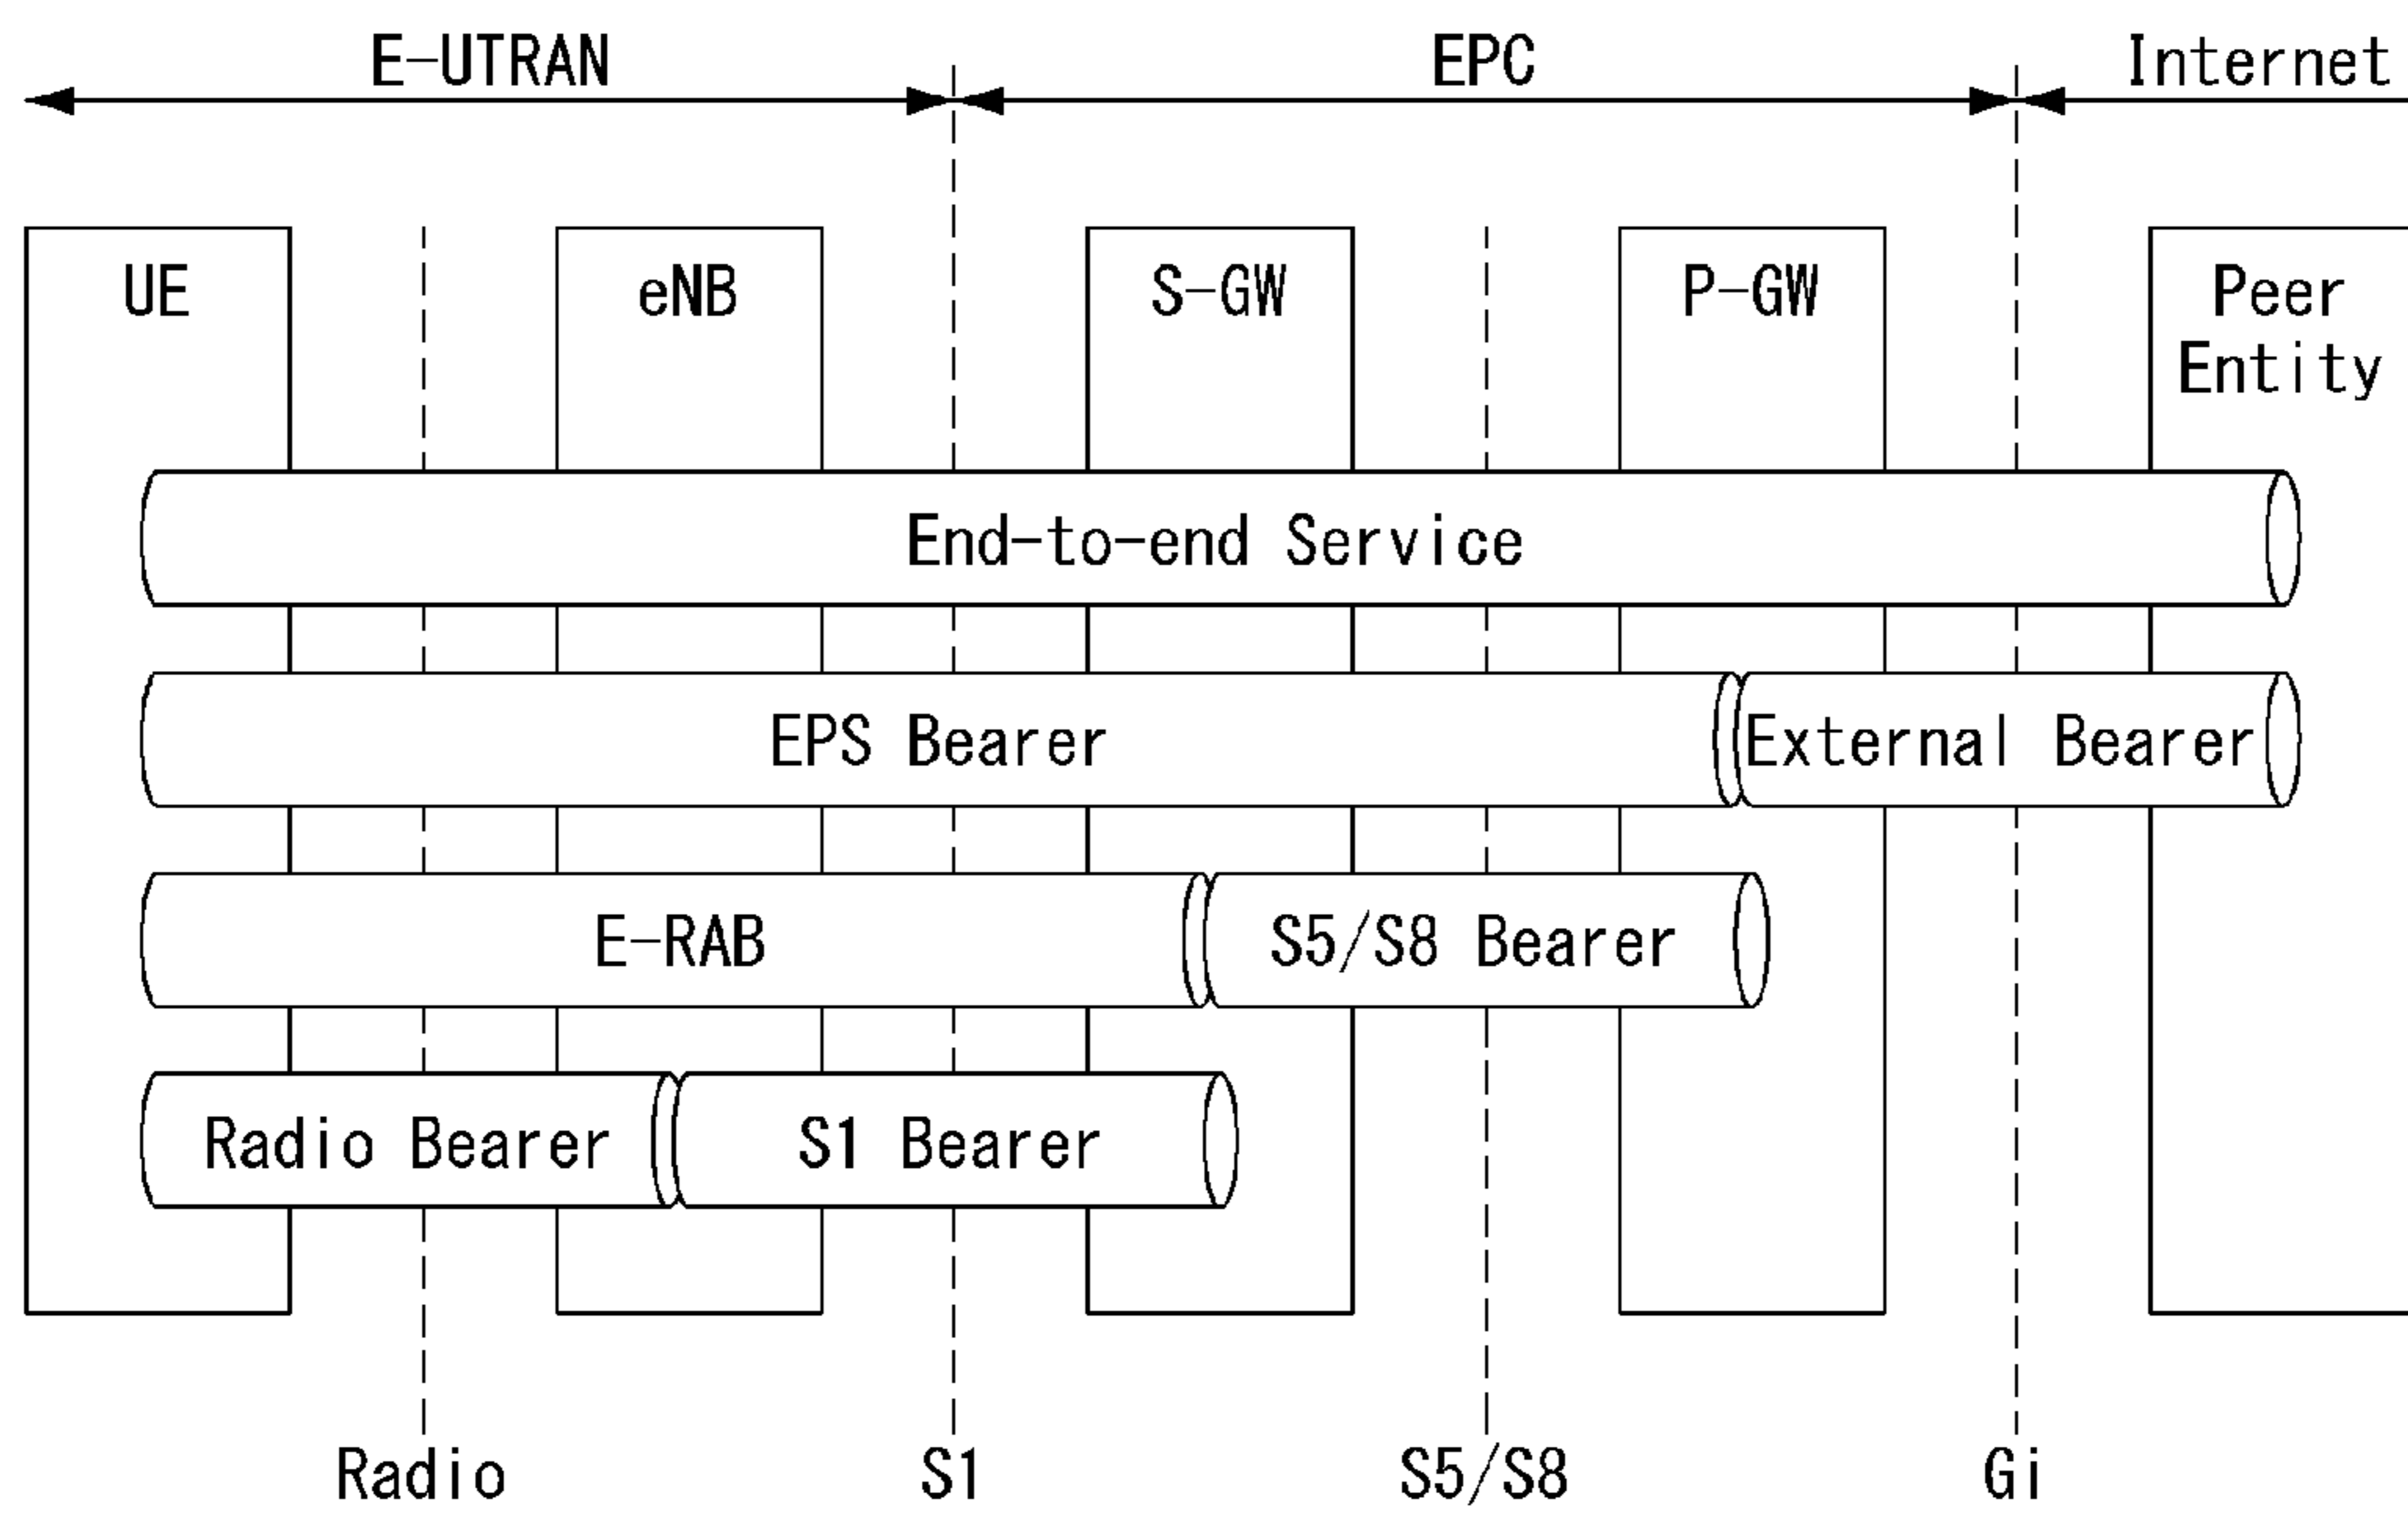 E-UTRAN EPC Internet
UE eNB S-GW P-GW Peer
Entity
End-to-end Service
EPS Bearer External Bearer
E-RAB S5/S8 Bearer
Radio Bearer S1 Bearer
Radio S1 S5/S8 Gi